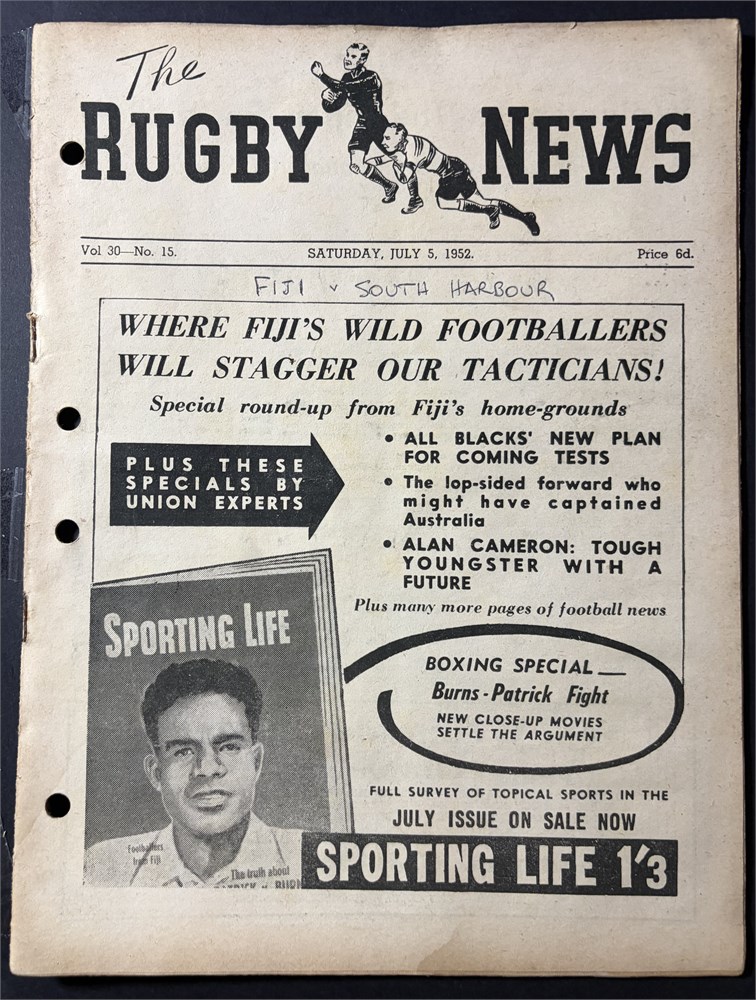 The
RUGBY NEWS
Vol 30—No. 15. SATURDAY, JULY 5, 1952. Price 6d.
FIJI v SOUTH HARBOUR
WHERE FIJI'S WILD FOOTBALLERS
WILL STAGGER OUR TACTICIANS!
Special round-up from Fiji's home-grounds
PLUS THESE
SPECIALS BY
UNION EXPERTS
• ALL BLACKS' NEW PLAN
FOR COMING TESTS
• The lop-sided forward who
might have captained
Australia
• ALAN CAMERON: TOUGH
YOUNGSTER WITH A
FUTURE
Plus many more pages of football news
SPORTING LIFE
Footballers
from Fiji
The truth about
BOXING SPECIAL—
Burns-Patrick Fight
NEW CLOSE-UP MOVIES
SETTLE THE ARGUMENT
FULL SURVEY OF TOPICAL SPORTS IN THE
JULY ISSUE ON SALE NOW
SPORTING LIFE 1'3